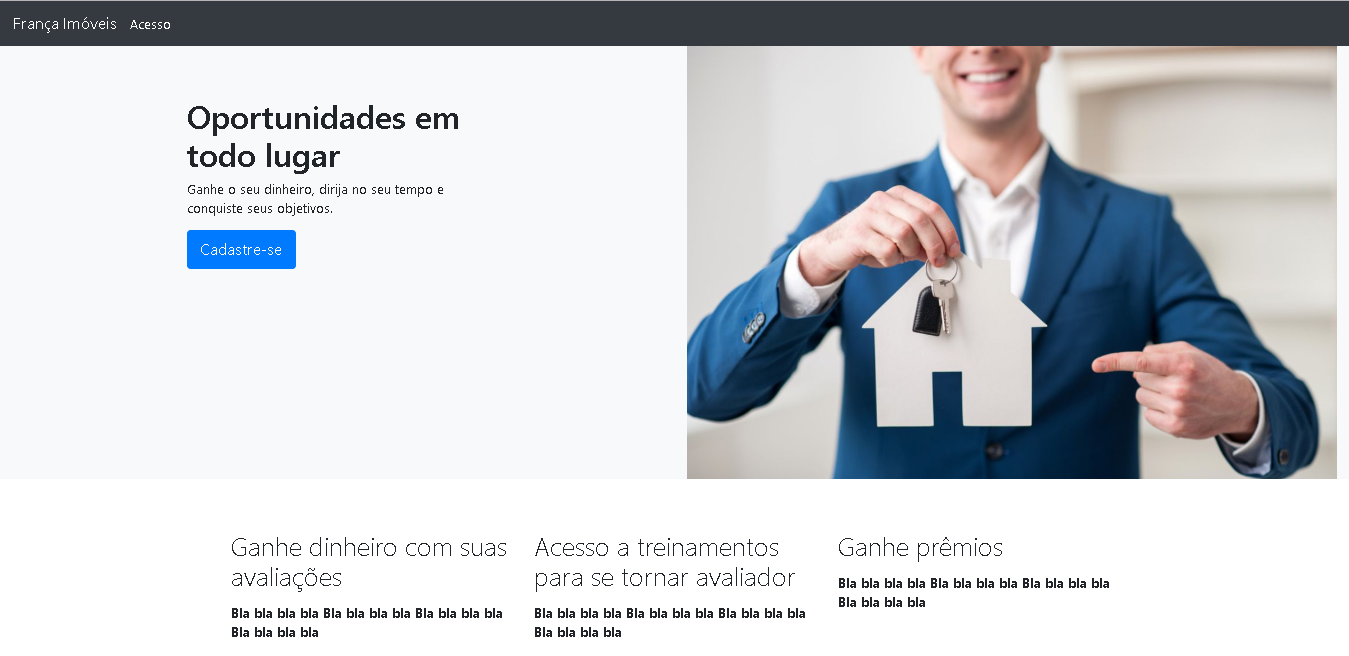 França Imóveis Acesso
Oportunidades em
todo lugar
Ganhe o seu dinheiro, dirija no seu tempo e
conquiste seus objetivos.
Cadastre-se
Ganhe dinheiro com suas
avaliações
Bla bla bla bla Bla bla bla bla Bla bla bla bla
Bla bla bla bla
Acesso a treinamentos
para se tornar avaliador
Bla bla bla bla Bla bla bla bla Bla bla bla bla
Bla bla bla bla
Ganhe prêmios
Bla bla bla bla Bla bla bla bla Bla bla bla bla
Bla bla bla bla